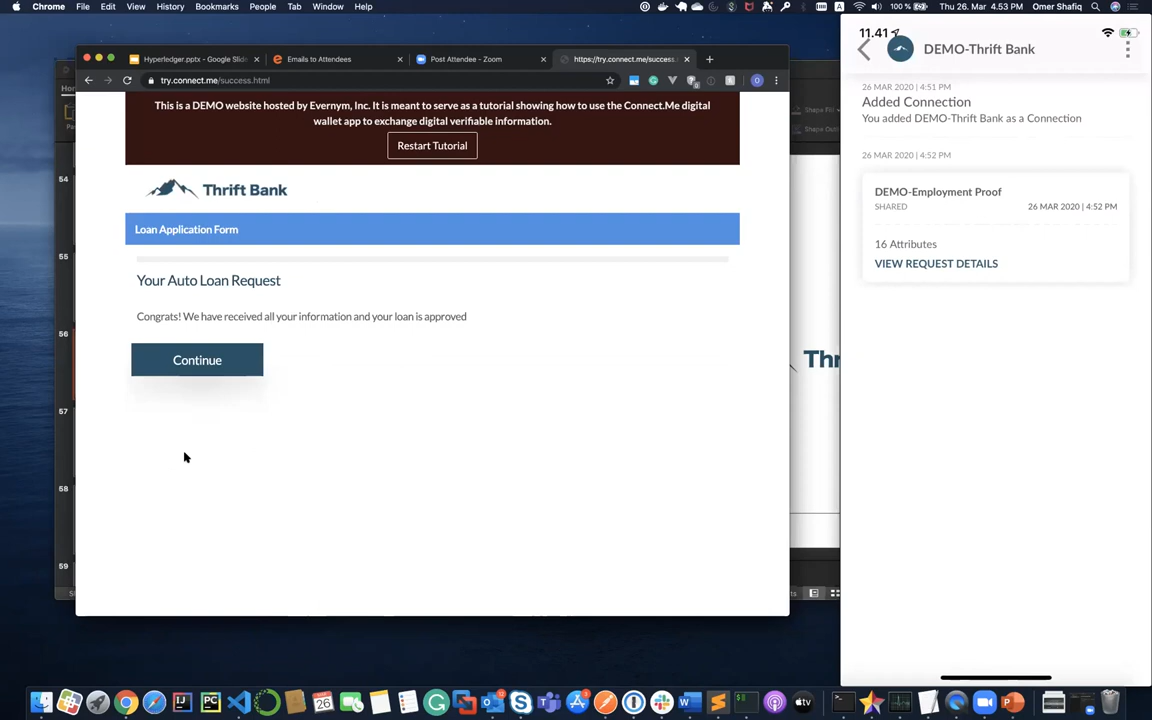 Chrome File Edit View History Bookmarks People Tab Window Help
100 % Thu 26. Mar 4.53 PM Omer Shafiq
Hyperledger.pptx - Google Slide
Emails to Attendees
Post Attendee - Zoom
https://try.connect.me/success.
try.connect.me/success.html
This is a DEMO website hosted by Evernym, Inc. It is meant to serve as a tutorial showing how to use the Connect.Me digital
wallet app to exchange digital verifiable information.
Restart Tutorial
Thrift Bank
Loan Application Form
Your Auto Loan Request
Congrats! We have received all your information and your loan is approved
Continue
54
55
56
57
58
59
Shape Fill
Thr
11.41
DEMO-Thrift Bank
26 MAR 2020 | 4:51 PM
Added Connection
You added DEMO-Thrift Bank as a Connection
26 MAR 2020 | 4:52 PM
DEMO-Employment Proof
SHARED 26 MAR 2020 | 4:52 PM
16 Attributes
VIEW REQUEST DETAILS